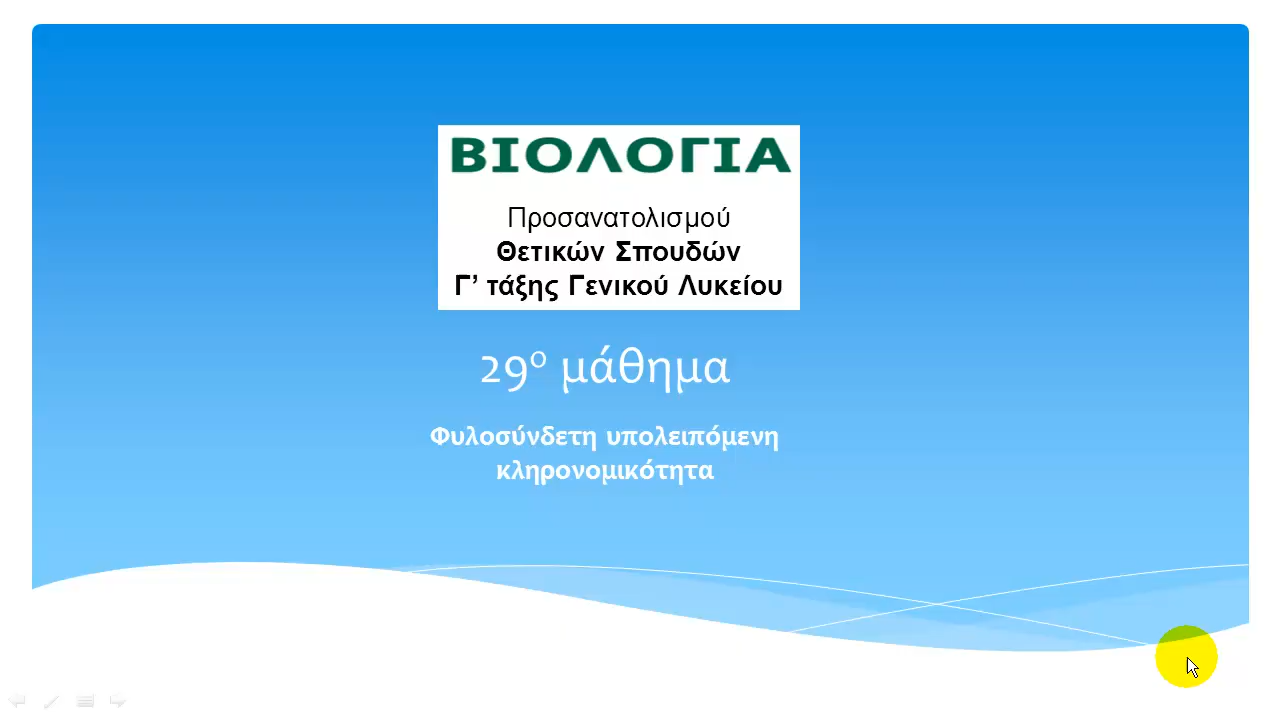 ΒΙΟΛΟΓΙΑ
Προσανατολισμού
Θετικών Σπουδών
Γ’ τάξης Γενικού Λυκείου
29ο μάθημα
Φυλοσύνδετη υπολειπόμενη
κληρονομικότητα